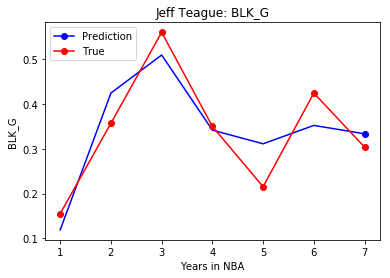 Jeff Teague: BLK_G
Prediction
True
0.5
0.4
0.3
0.2
0.1
BLK_G
1 2 3 4 5 6 7
Years in NBA